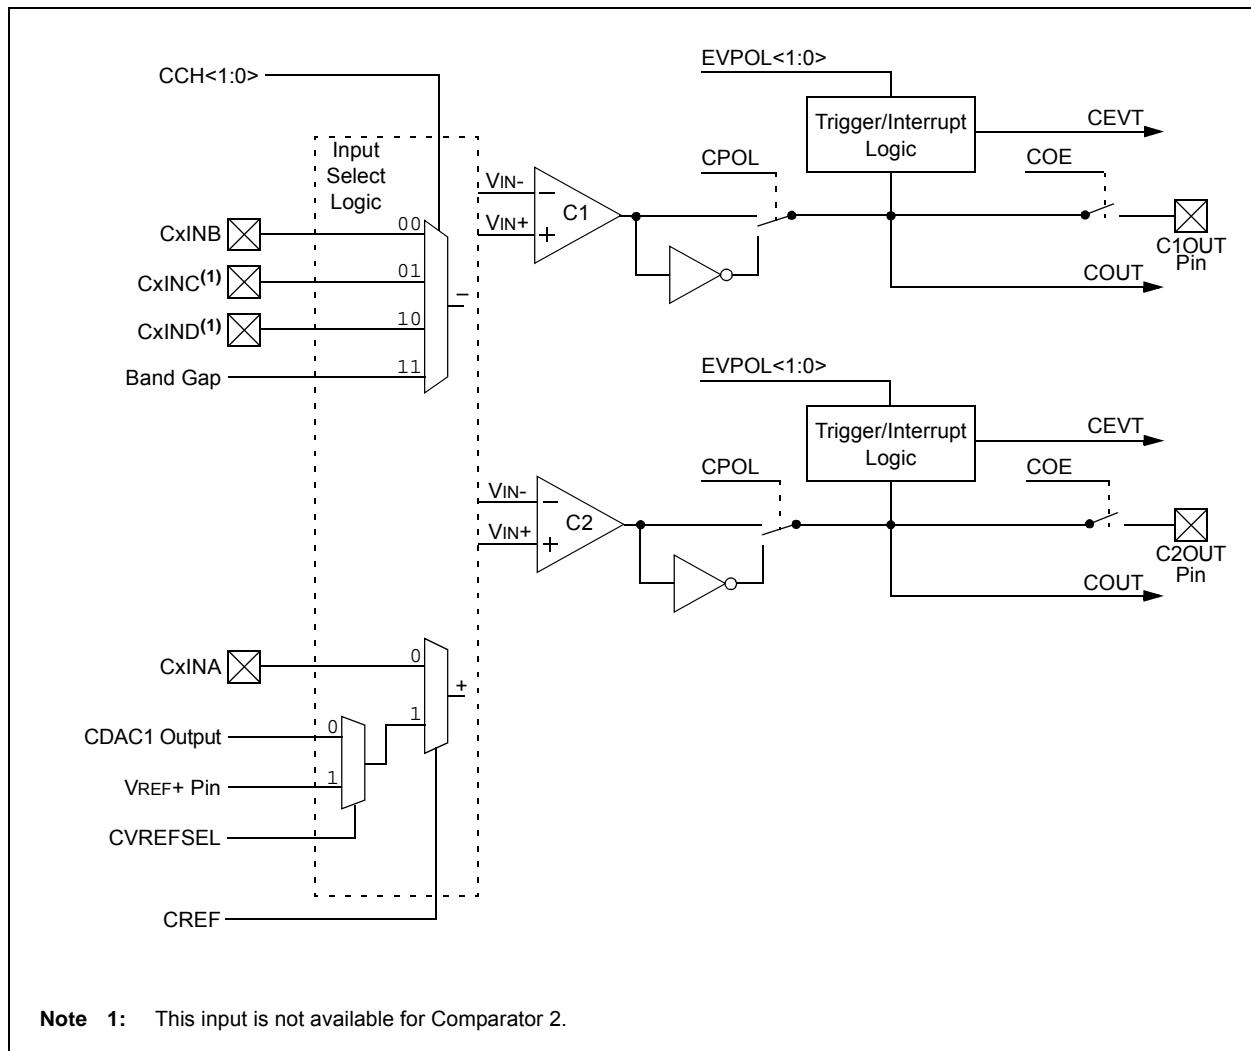 CCH<1:0>
Input
Select
Logic
CxINB
00
CxINC(1)
01
CxIND(1)
10
Band Gap
11
−
EVPOL<1:0>
Trigger/Interrupt
Logic
CEVT
CPOL
COE
VIN-
−
VIN+
+
C1
C1OUT
Pin
COUT
EVPOL<1:0>
Trigger/Interrupt
Logic
CEVT
CPOL
COE
VIN-
−
VIN+
+
C2
C2OUT
Pin
COUT
CxINA
0
+
1
CDAC1 Output
0
VREF+ Pin
1
CVREFSEL
CREF
Note 1: This input is not available for Comparator 2.